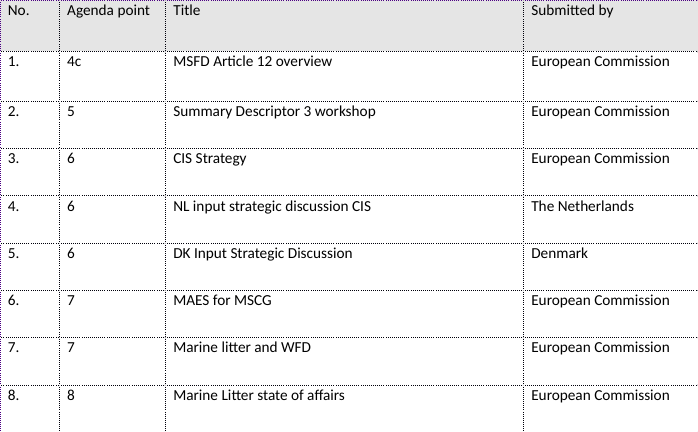 No. Agenda point Title Submitted by
1. 4c MSFD Article 12 overview European Commission
2. 5 Summary Descriptor 3 workshop European Commission
3. 6 CIS Strategy European Commission
4. 6 NL input strategic discussion CIS The Netherlands
5. 6 DK Input Strategic Discussion Denmark
6. 7 MAES for MSCG European Commission
7. 7 Marine litter and WFD European Commission
8. 8 Marine Litter state of affairs European Commission